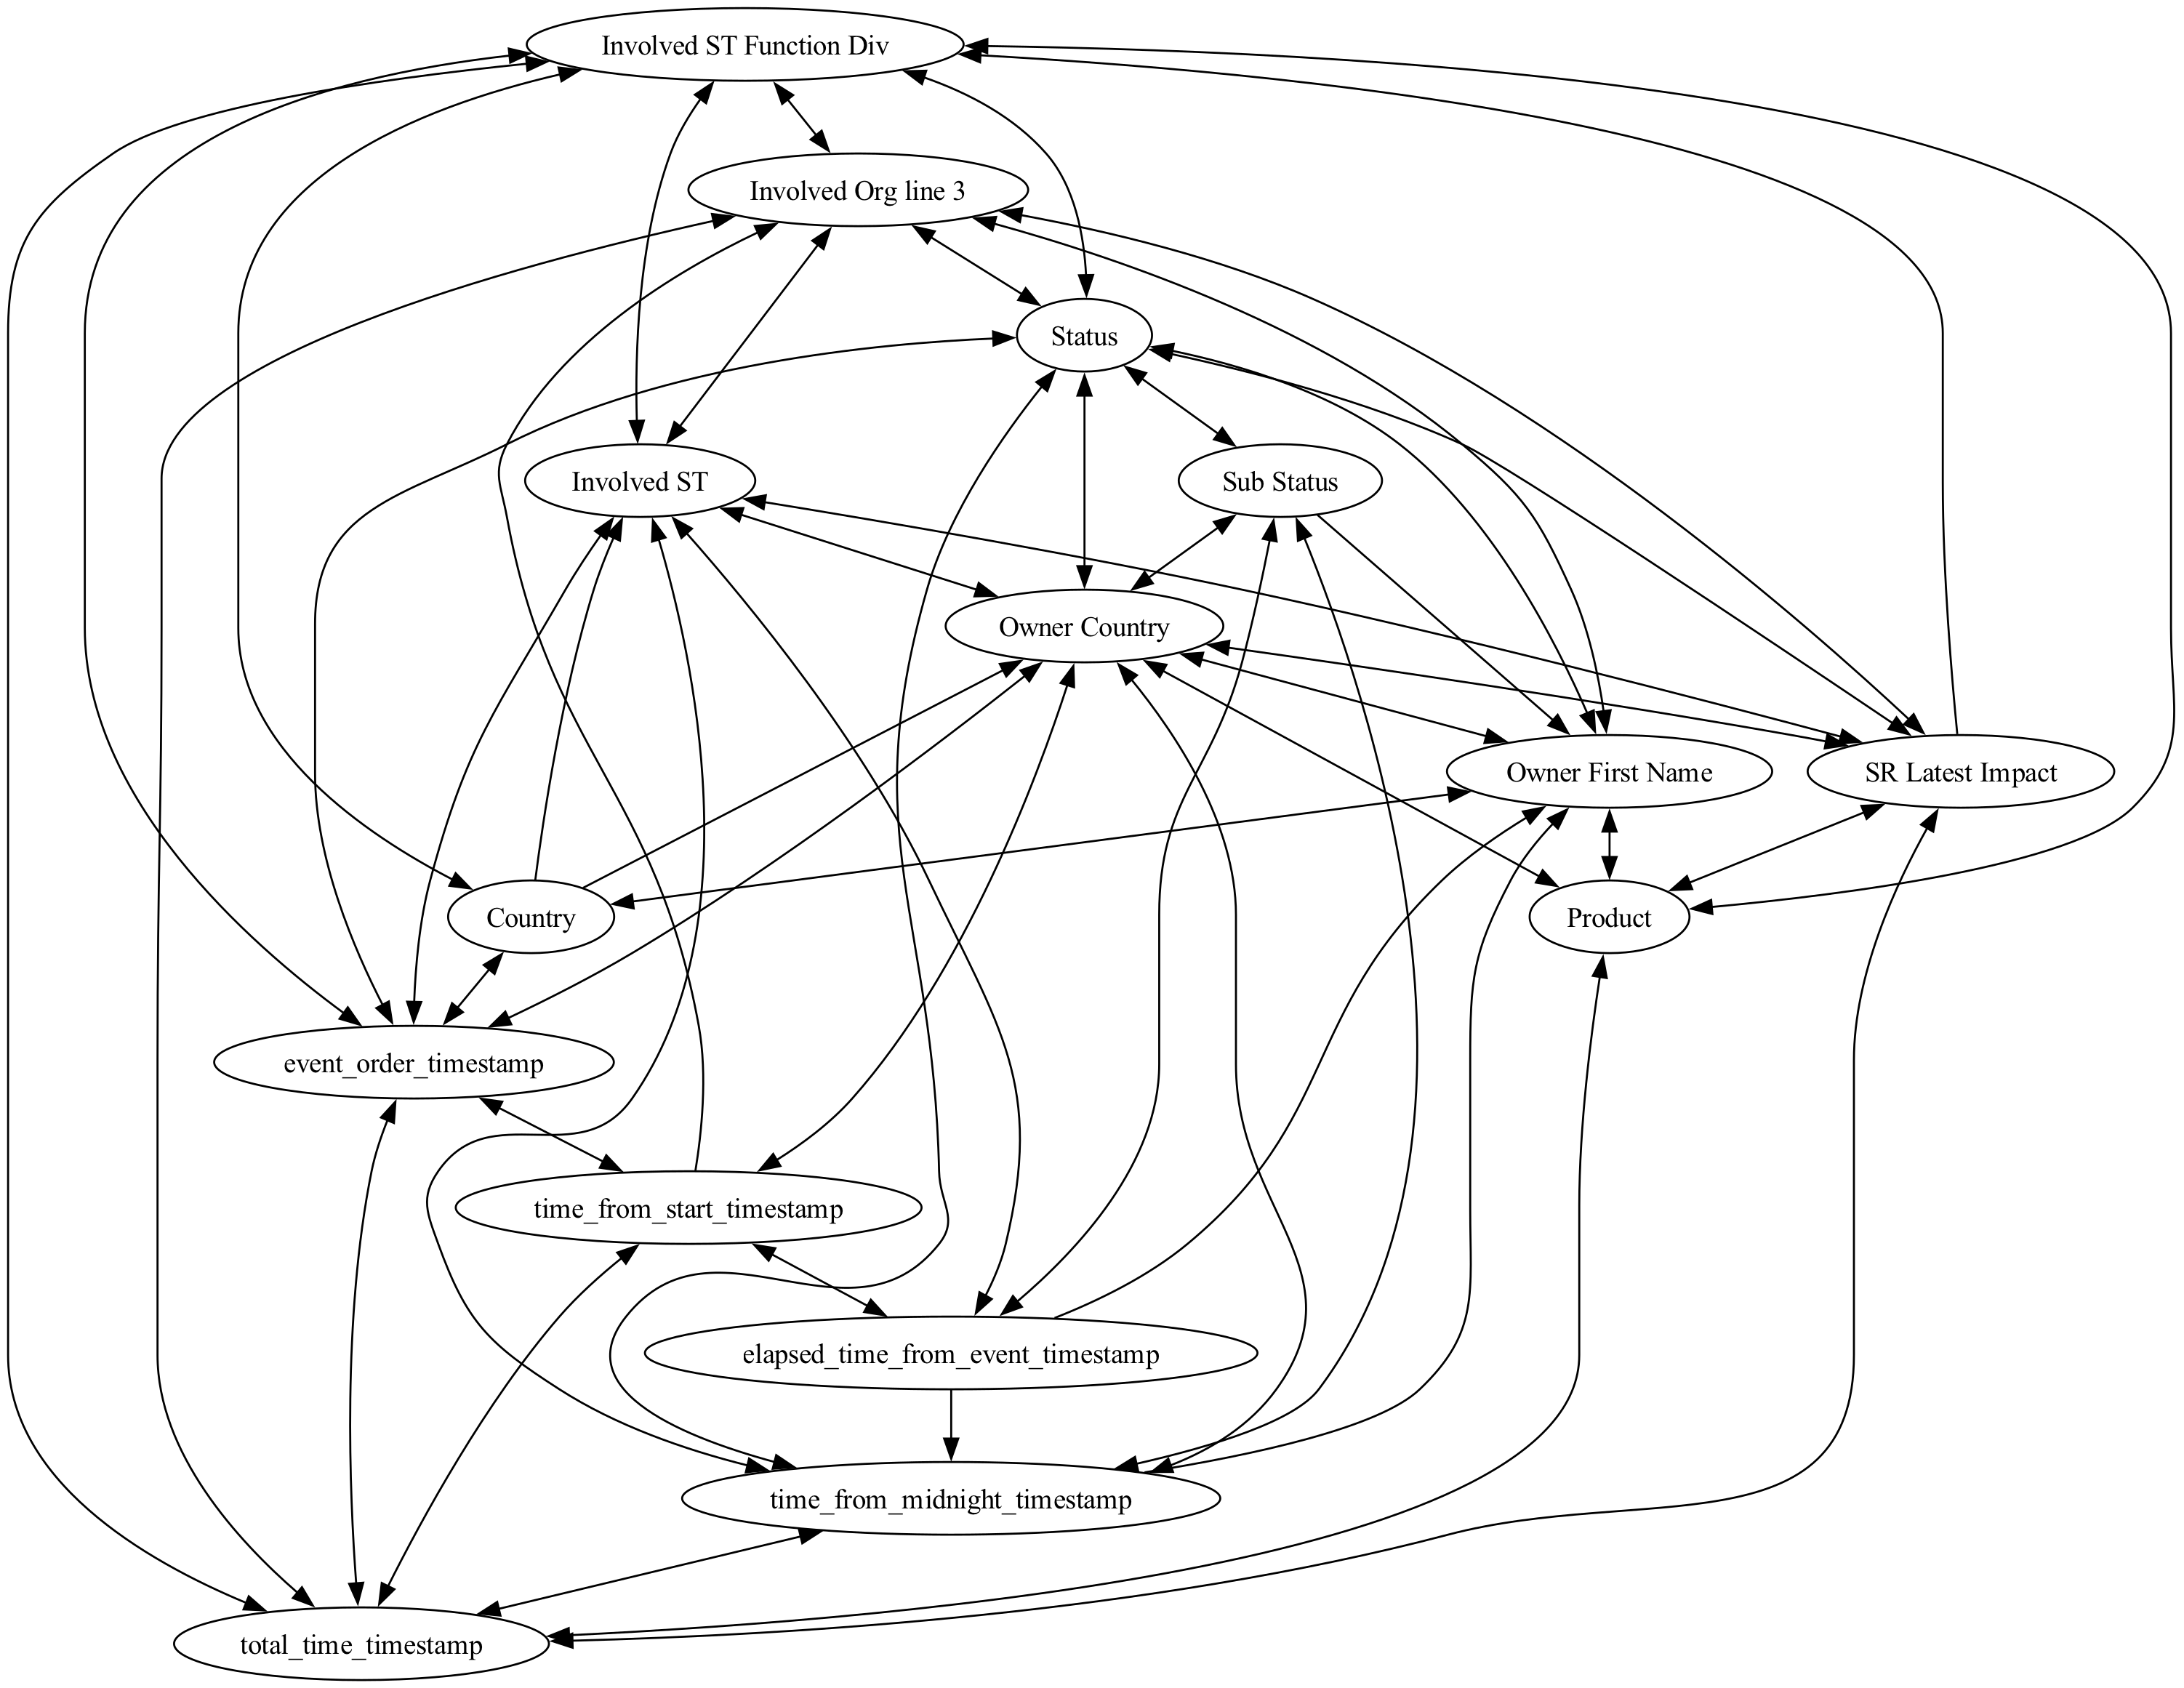 Involved ST Function Div
Involved Org line 3
Status
Involved ST
Sub Status
Owner Country
Owner First Name
SR Latest Impact
Country
Product
event_order_timestamp
time_from_start_timestamp
elapsed_time_from_event_timestamp
time_from_midnight_timestamp
total_time_timestamp